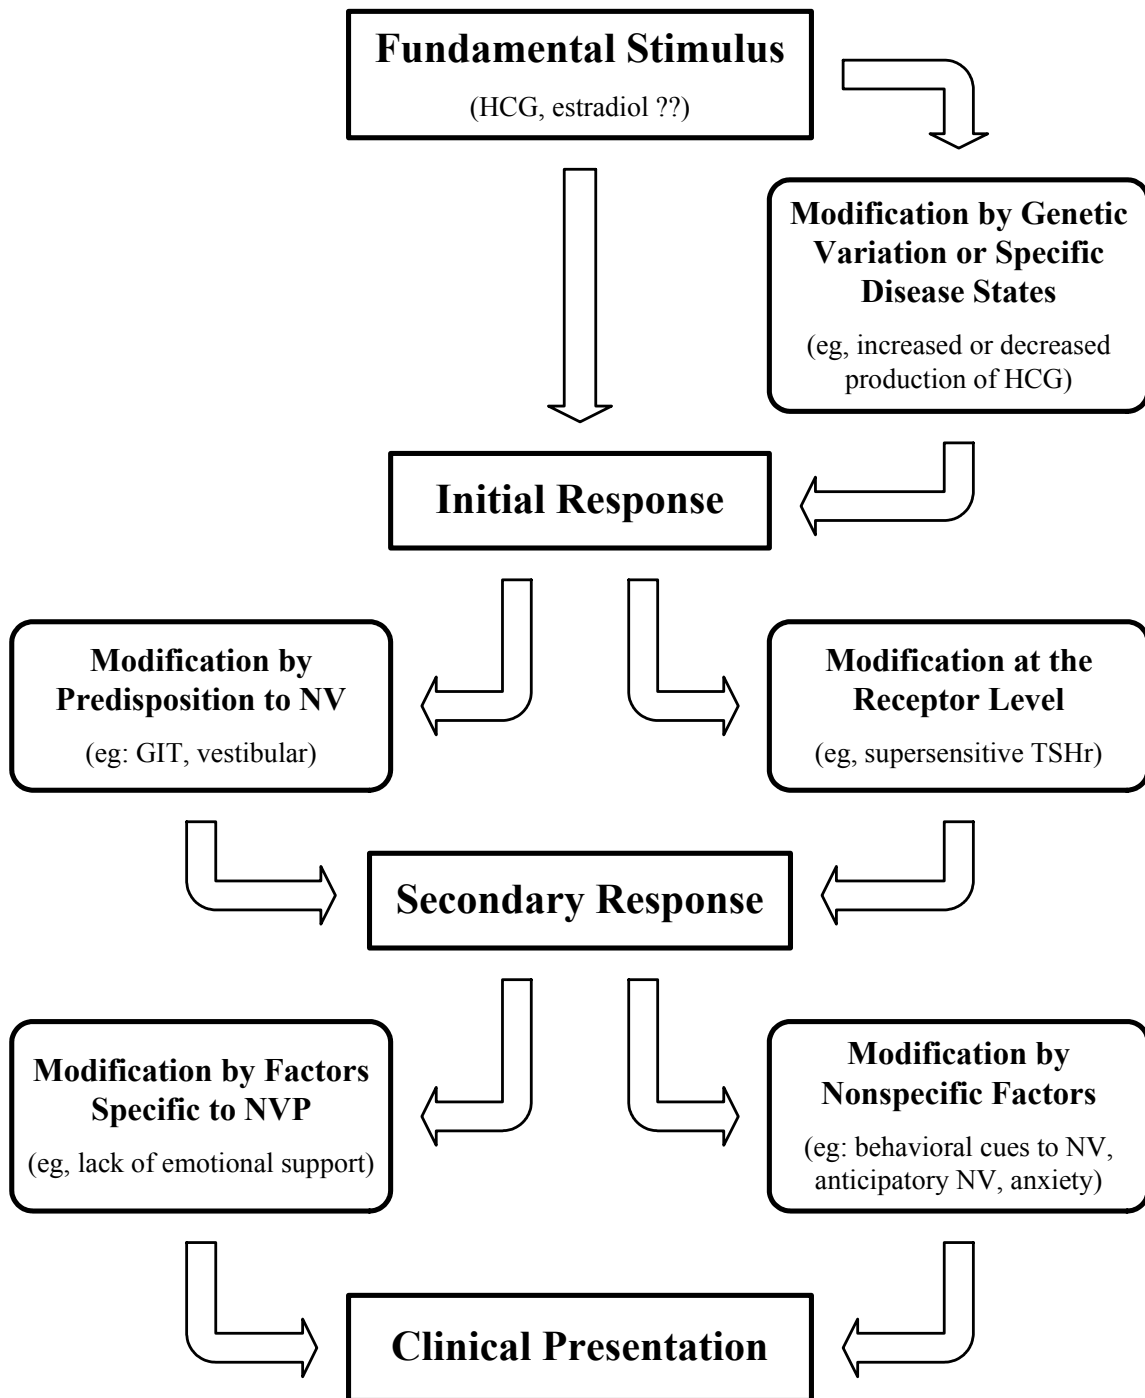 Fundamental Stimulus
(HCG, estradiol ??)
Modification by Genetic
Variation or Specific
Disease States
(eg, increased or decreased
production of HCG)
Initial Response
Modification by
Predisposition to NV
(eg: GIT, vestibular)
Modification at the
Receptor Level
(eg, supersensitive TSHr)
Secondary Response
Modification by Factors
Specific to NVP
(eg, lack of emotional support)
Modification by
Nonspecific Factors
(eg: behavioral cues to NV,
anticipatory NV, anxiety)
Clinical Presentation